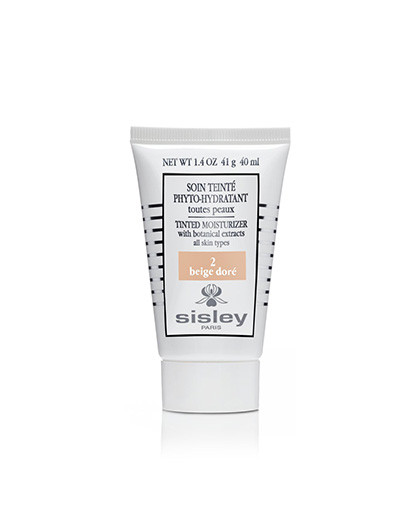 NET WT 1.4 OZ 41 g 40 ml
SOIN TEINTÉ
PHYTO-HYDRATANT
toutes peaux
TINTED MOISTURIZER
with botanical extracts
all skin types
2
beige doré
sisley
PARIS